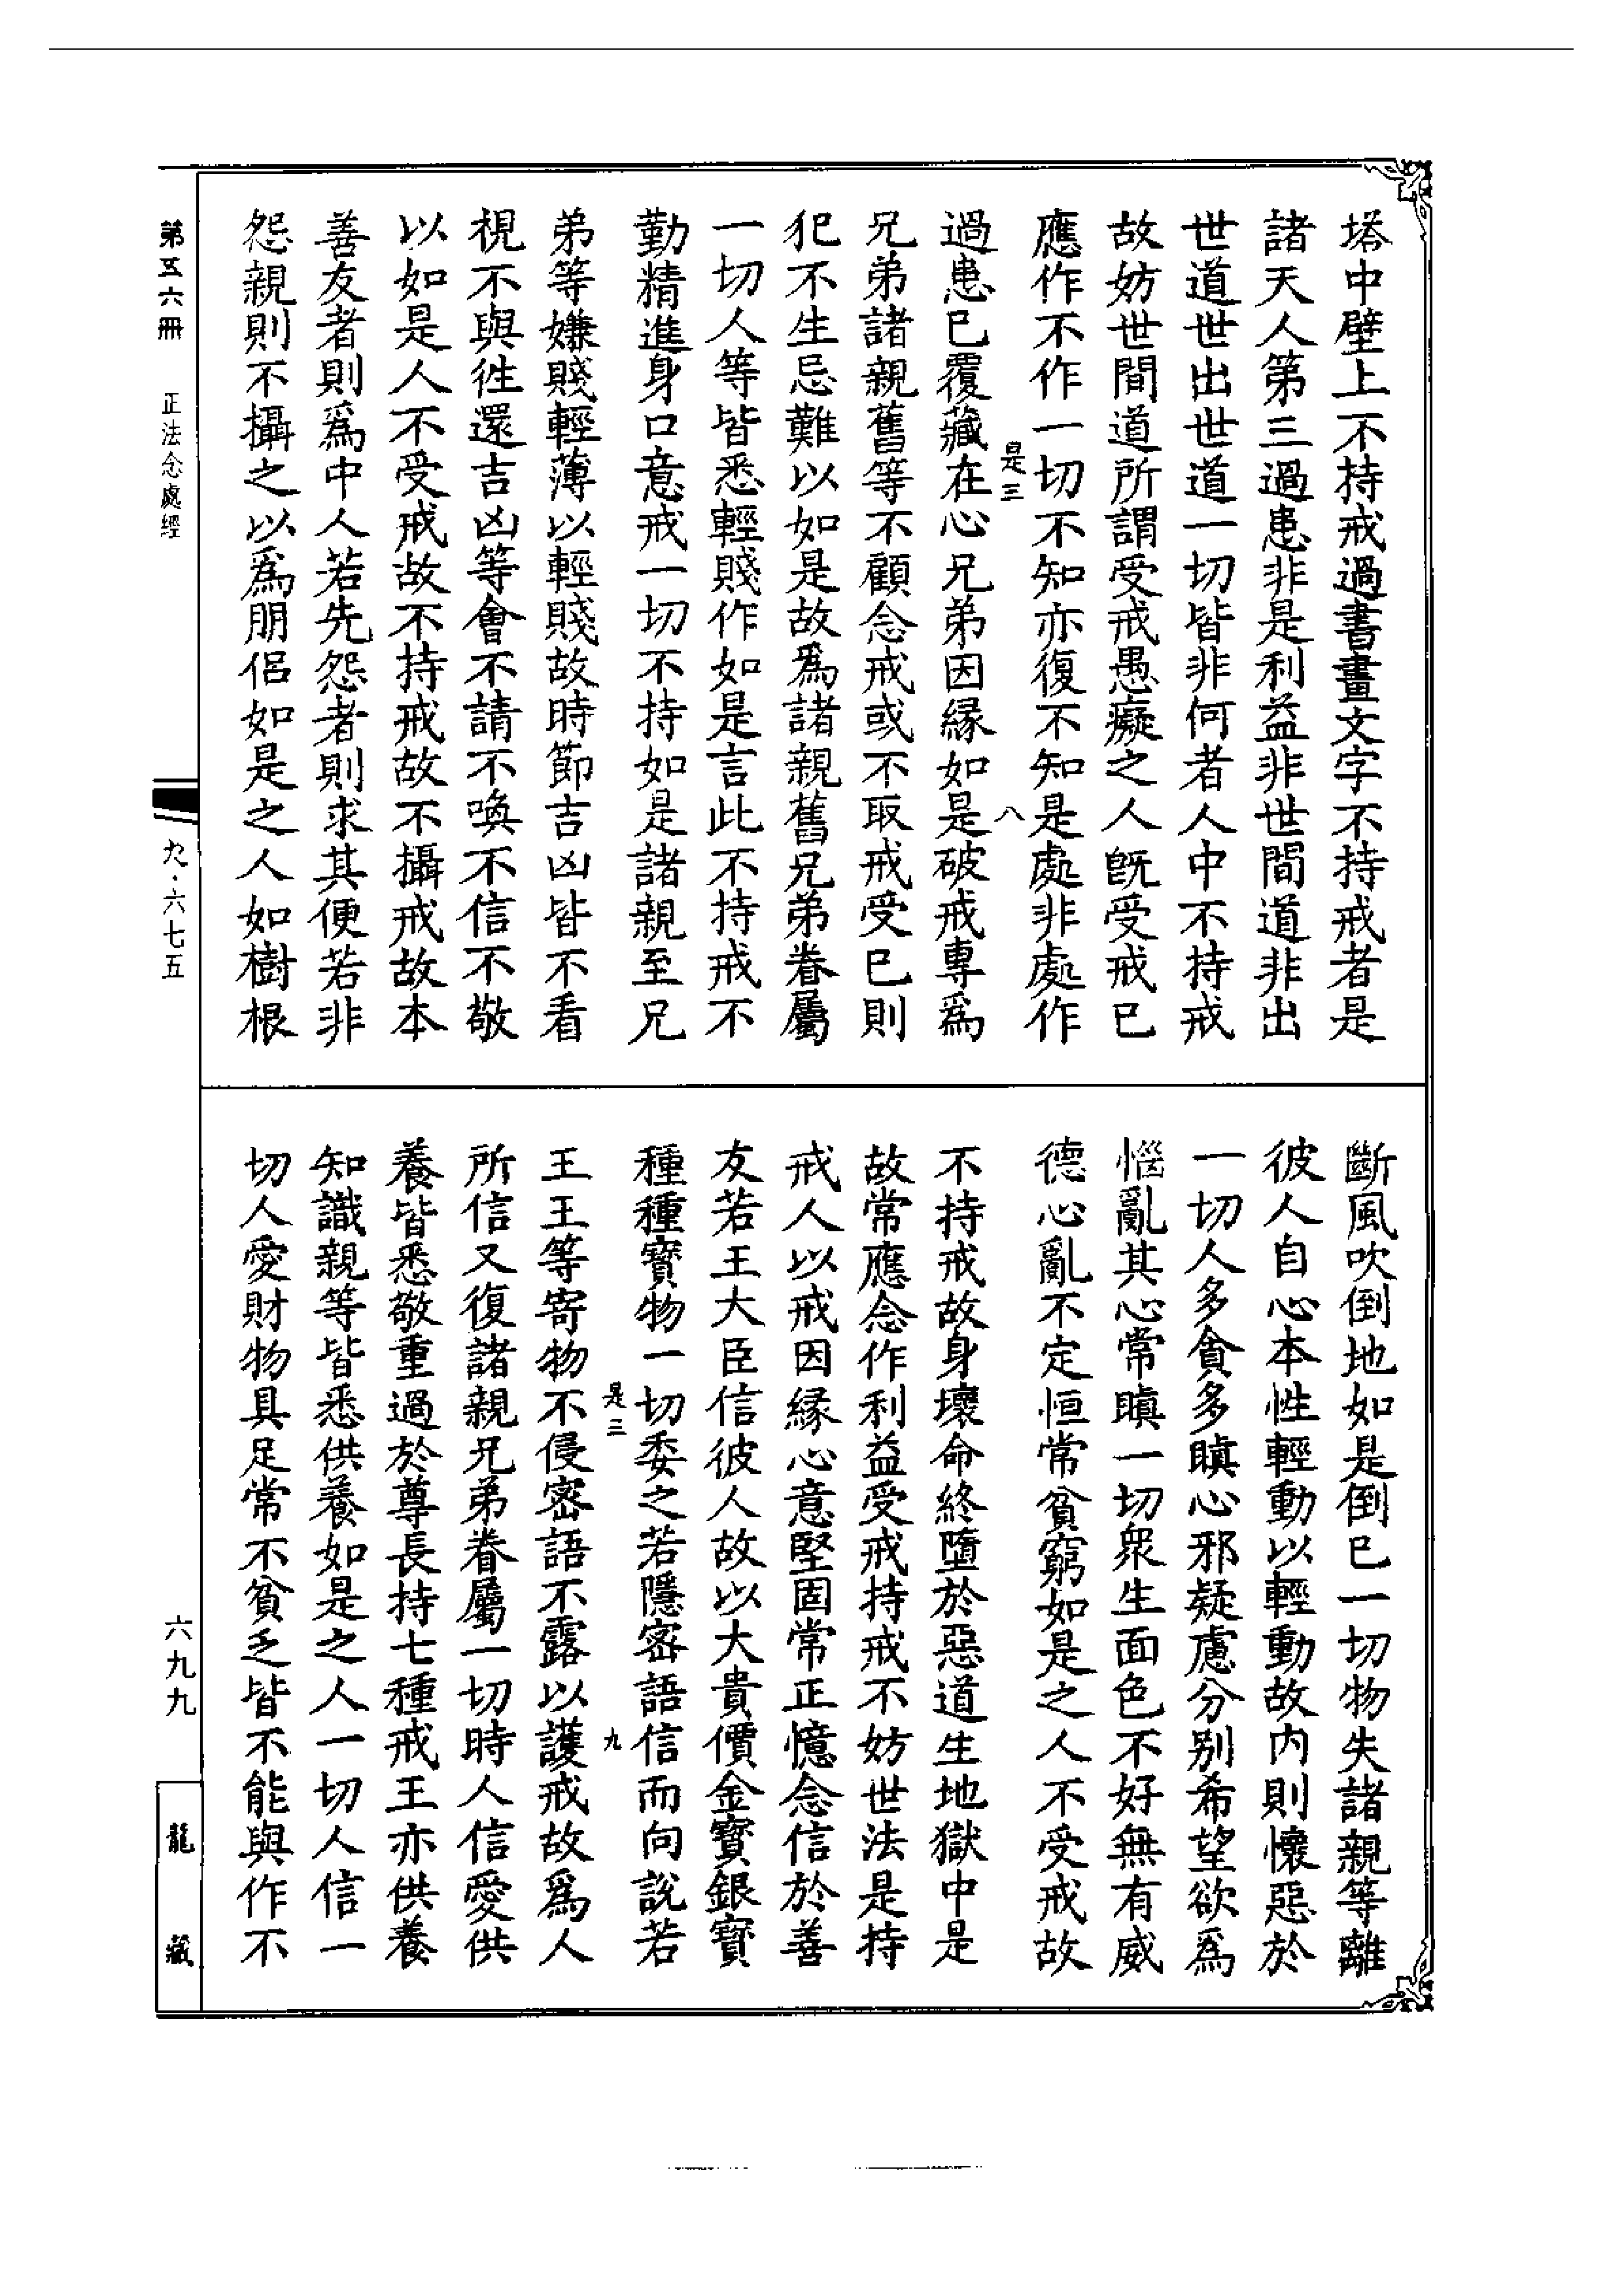 塔中壁上不持戒過書畫文字不持戒者是
諸天人第三過患非是利益非世間道非出
世道世出世道一切皆非何者人中不持戒
故妨世間道所謂受戒愚癡之人旣受戒已
應作不作一切不知亦復不知是處非處作
是三 八
過患已覆藏在心兄弟因緣如是破戒專爲
兄弟諸親舊等不顧念戒或不取戒受已則
犯不生忌難以如是故爲諸親舊兄弟眷屬
一切人等皆悉輕賤作如是言此不持戒不
勤精進身口意戒一切不持如是諸親至兄
弟等嫌賤輕薄以輕賤故時節吉凶皆不看
視不與徃還吉凶等會不請不喚不信不敬
以如是人不受戒故不持戒故不攝戒故本
善友者則爲中人若先怨者則求其便若非
怨親則不攝之以爲朋侣如是之人如樹根
斷風吹倒地如是倒已一切物失諸親等離
彼人自心本性輕動以輕動故内則懷惡於
一切人多貪多瞋心邪疑慮分别希望欲爲
惱亂其心常瞋一切衆生面色不好無有威
德心亂不定恒常貧窮如是之人不受戒故
不持戒故身壞命終墮於惡道生地獄中是
故常應念作利益受戒持戒不妨世法是持
戒人以戒因緣心意堅固常正憶念信於善
友若王大臣信彼人故以大貴價金寳銀寳
種種寳物一切委之若隱密語信而向說若
是三 九
王王等寄物不侵密語不露以護戒故爲人
所信又復諸親兄弟眷屬一切時人信愛供
養皆悉敬重過於尊長持七種戒王亦供養
知識親等皆悉供養如是之人一切人信一
切人愛財物具足常不貧乏皆不能與作不
第五六冊 正法念處經 九·六七五 六九九 龍藏